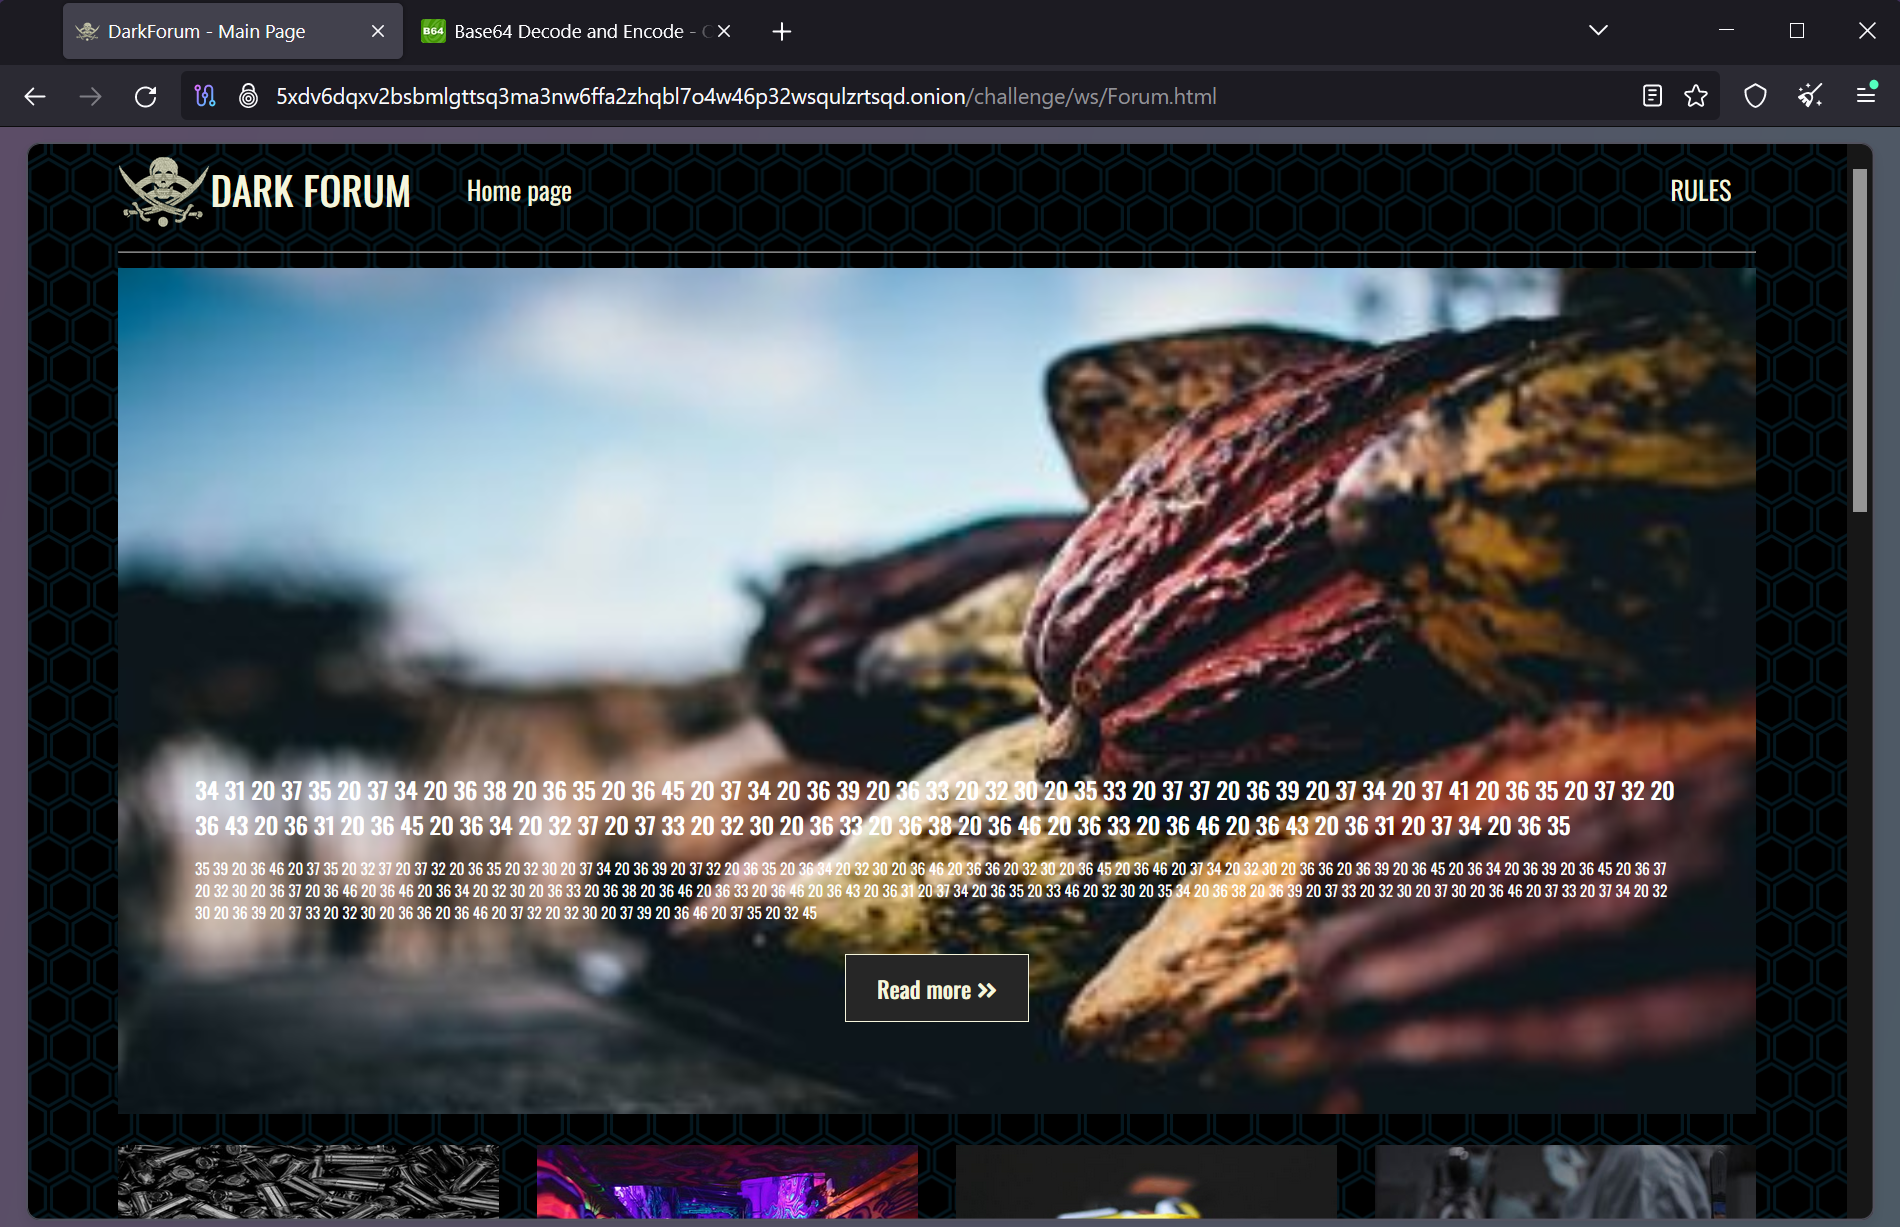 DarkForum - Main Page
B64 Base64 Decode and Encode -
5xdv6dqxv2bsbmlgttsq3ma3nw6ffa2zhqbl7o4w46p32wsqulzrtsqd.onion/challenge/ws/Forum.html
DARK FORUM
Home page
RULES
34 31 20 37 35 20 37 34 20 36 38 20 36 35 20 36 45 20 37 34 20 36 39 20 36 33 20 32 30 20 35 33 20 37 37 20 36 39 20 37 34 20 37 41 20 36 35 20 37 32 20
36 43 20 36 31 20 36 45 20 36 34 20 32 37 20 37 33 20 32 30 20 36 33 20 36 38 20 36 46 20 36 33 20 36 46 20 36 43 20 36 31 20 37 34 20 36 35
35 39 20 36 46 20 37 35 20 32 37 20 37 32 20 36 35 20 32 30 20 37 34 20 36 39 20 37 32 20 36 35 20 36 34 20 32 30 20 36 46 20 36 36 20 32 30 20 36 45 20 36 46 20 37 34 20 32 30 20 36 36 20 36 39 20 36 45 20 36 34 20 36 39 20 36 45 20 36 37
20 32 30 20 36 37 20 36 46 20 36 46 20 36 34 20 32 30 20 36 33 20 36 38 20 36 46 20 36 33 20 36 46 20 36 43 20 36 31 20 37 34 20 36 35 20 33 46 20 32 30 20 35 34 20 36 38 20 36 39 20 37 33 20 32 30 20 37 30 20 36 46 20 37 33 20 37 34 20 32
30 20 36 39 20 37 33 20 32 30 20 36 36 20 36 46 20 37 32 20 32 30 20 37 39 20 36 46 20 37 35 20 32 45
Read more